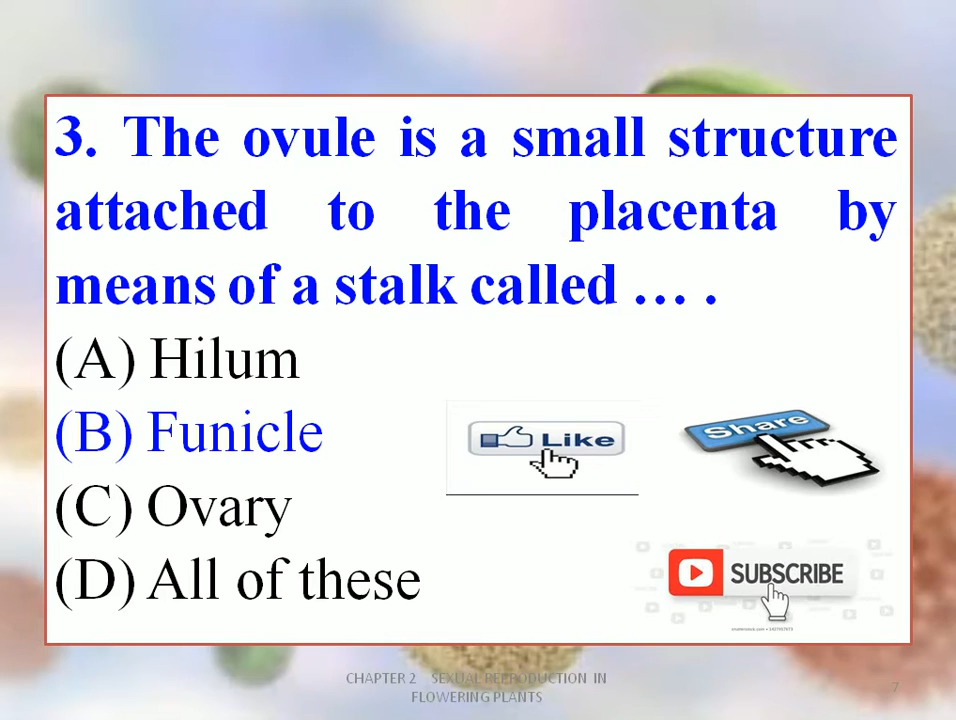 3. The ovule is a small structure
attached to the placenta by
means of a stalk called … .
(A) Hilum
(B) Funicle
(C) Ovary
(D) All of these
Like
Share
SUBSCRIBE
CHAPTER 2 SEXUAL REPRODUCTION IN
FLOWERING PLANTS
7